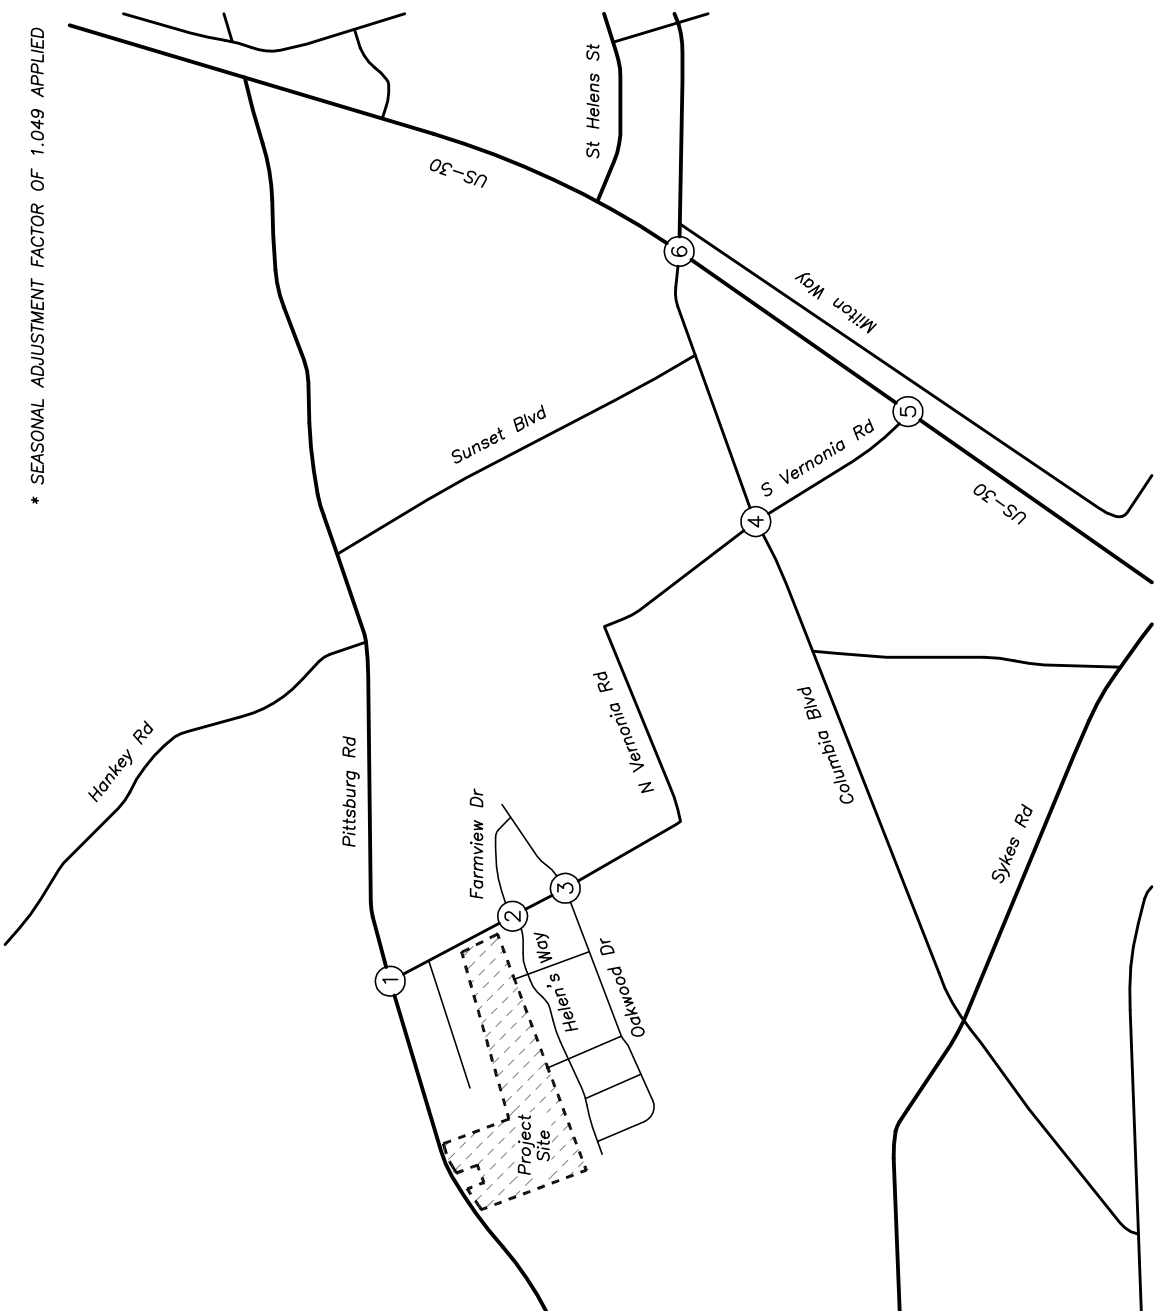 * SEASONAL ADJUSTMENT FACTOR OF 1.049 APPLIED
US-30
St Helens St
6
Milton Way
Sunset Blvd
5
S Vernonia Rd
US-30
4
Hankey Rd
Pittsburg Rd
N Vernonia Rd
Columbia Blvd
Farmview Dr
Sykes Rd
3
2
1
Helen's Way
Oakwood Dr
Project
Site